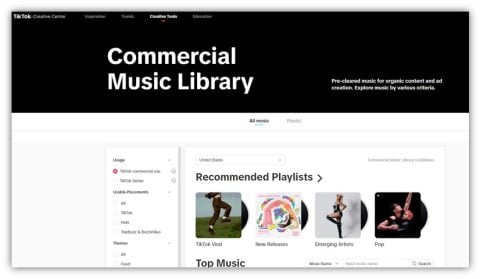 TikTok: Creative Center
Inspiration
Trends
Creative Tools
Education
Commercial
Music Library
Pre-cleared music for organic content and ad
creation. Explore music by various criteria.
All music
Playlist
Usage
TikTok commercial use
TikTok Series
Usable Placements
All
TikTok
Helo
TopBuzz & BuzzVideo
Themes
All
Food
United States
Commercial Music Library Guidelines
Recommended Playlists
TikTok Viral
New Releases
Emerging Artists
Pop
Top Music
Music Name
Input music name
Search